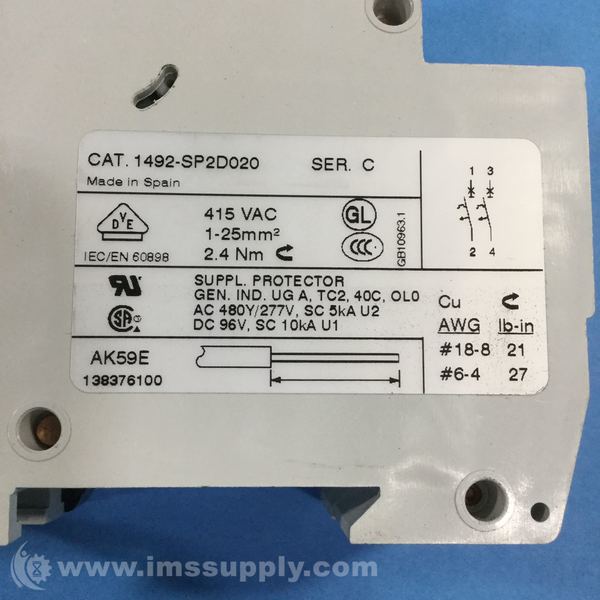 CAT. 1492-SP2D020 SER. C
Made in Spain
1 3
2 4
DVE
IEC/EN 60898
415 VAC
1-25mm²
2.4 Nm
GL
CCC
GB10963.1
SUPPL. PROTECTOR
GEN. IND. UG A, TC2, 40C, OL0
AC 480Y/277V, SC 5kA U2
DC 96V, SC 10kA U1
SA
AK59E
138376100
Cu
AWG lb-in
#18-8 21
#6-4 27
www.imssupply.com